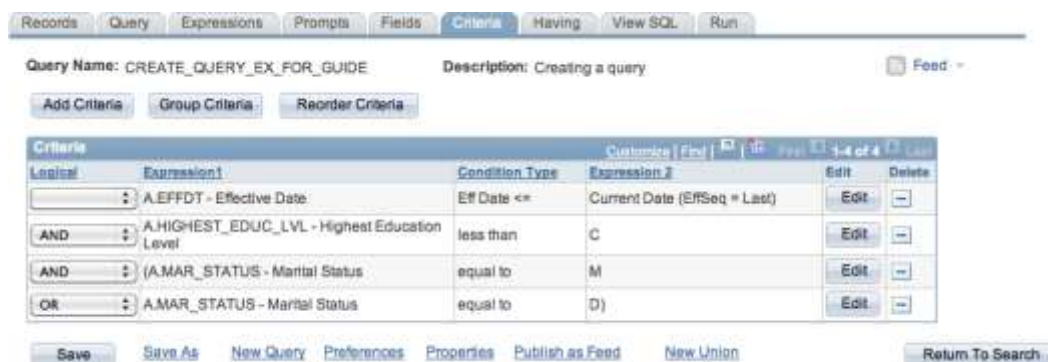 Records Query Expressions Prompts Fields Criteria Having View SQL Run
Query Name: CREATE_QUERY_EX_FOR_GUIDE Description: Creating a query Feed
Add Criteria Group Criteria Reorder Criteria
Criteria Customize | Find | | First 1-4 of 4 Last
Logical Expression1 Condition Type Expression 2 Edit Delete
A.EFFDT - Effective Date Eff Date <= Current Date (EffSeq = Last) Edit
AND A.HIGHEST_EDUC_LVL - Highest Education less than C Edit
Level
AND (A.MAR_STATUS - Marital Status equal to M Edit
OR A.MAR_STATUS - Marital Status equal to D) Edit
Save Save As New Query Preferences Properties Publish as Feed New Union Return To Search